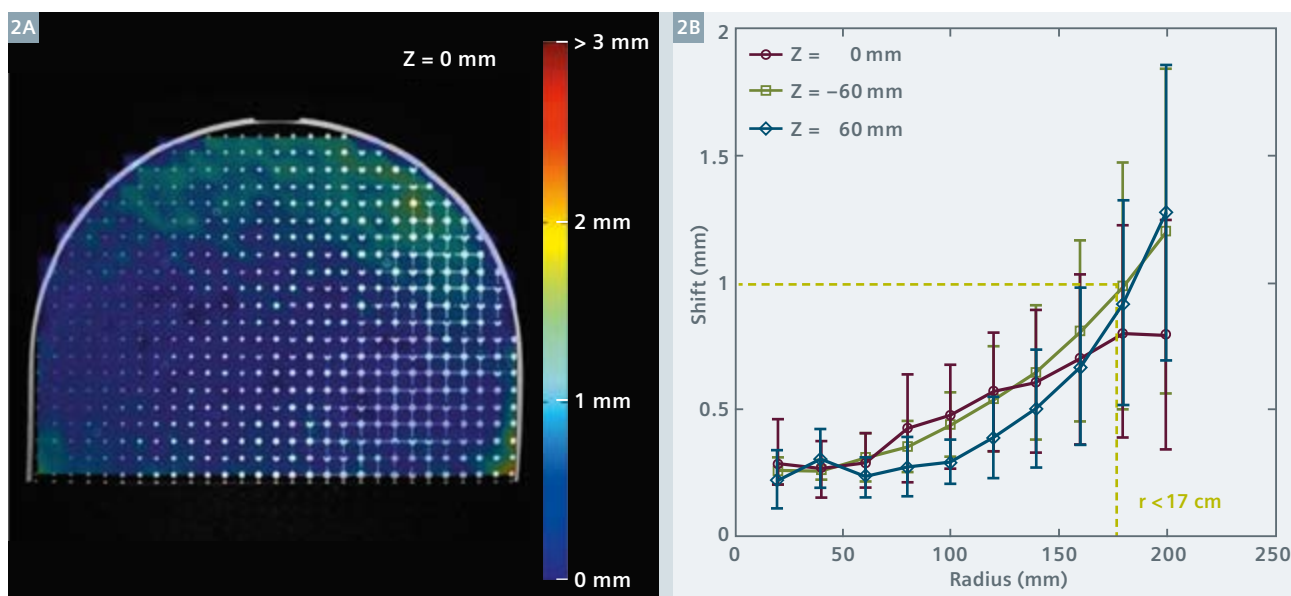 2A
Z = 0 mm
> 3 mm
2 mm
1 mm
0 mm
2B
Z = 0 mm
Z = −60 mm
Z = 60 mm
2
1.5
1
0.5
0
Shift (mm)
r < 17 cm
0 50 100 150 200 250
Radius (mm)